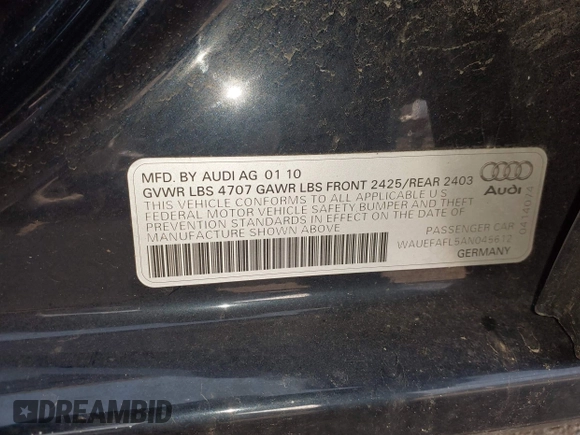 MFD. BY AUDI AG 01 10
GVWR LBS 4707 GAWR LBS FRONT 2425/REAR 2403
THIS VEHICLE CONFORMS TO ALL APPLICABLE U.S.
FEDERAL MOTOR VEHICLE SAFETY BUMPER AND THEFT
PREVENTION STANDARDS IN EFFECT ON THE DATE OF
MANUFACTURE SHOWN ABOVE
Audi
PASSENGER CAR
WAUEFAFL5AN045672
GERMANY
0414074
DREAMBID